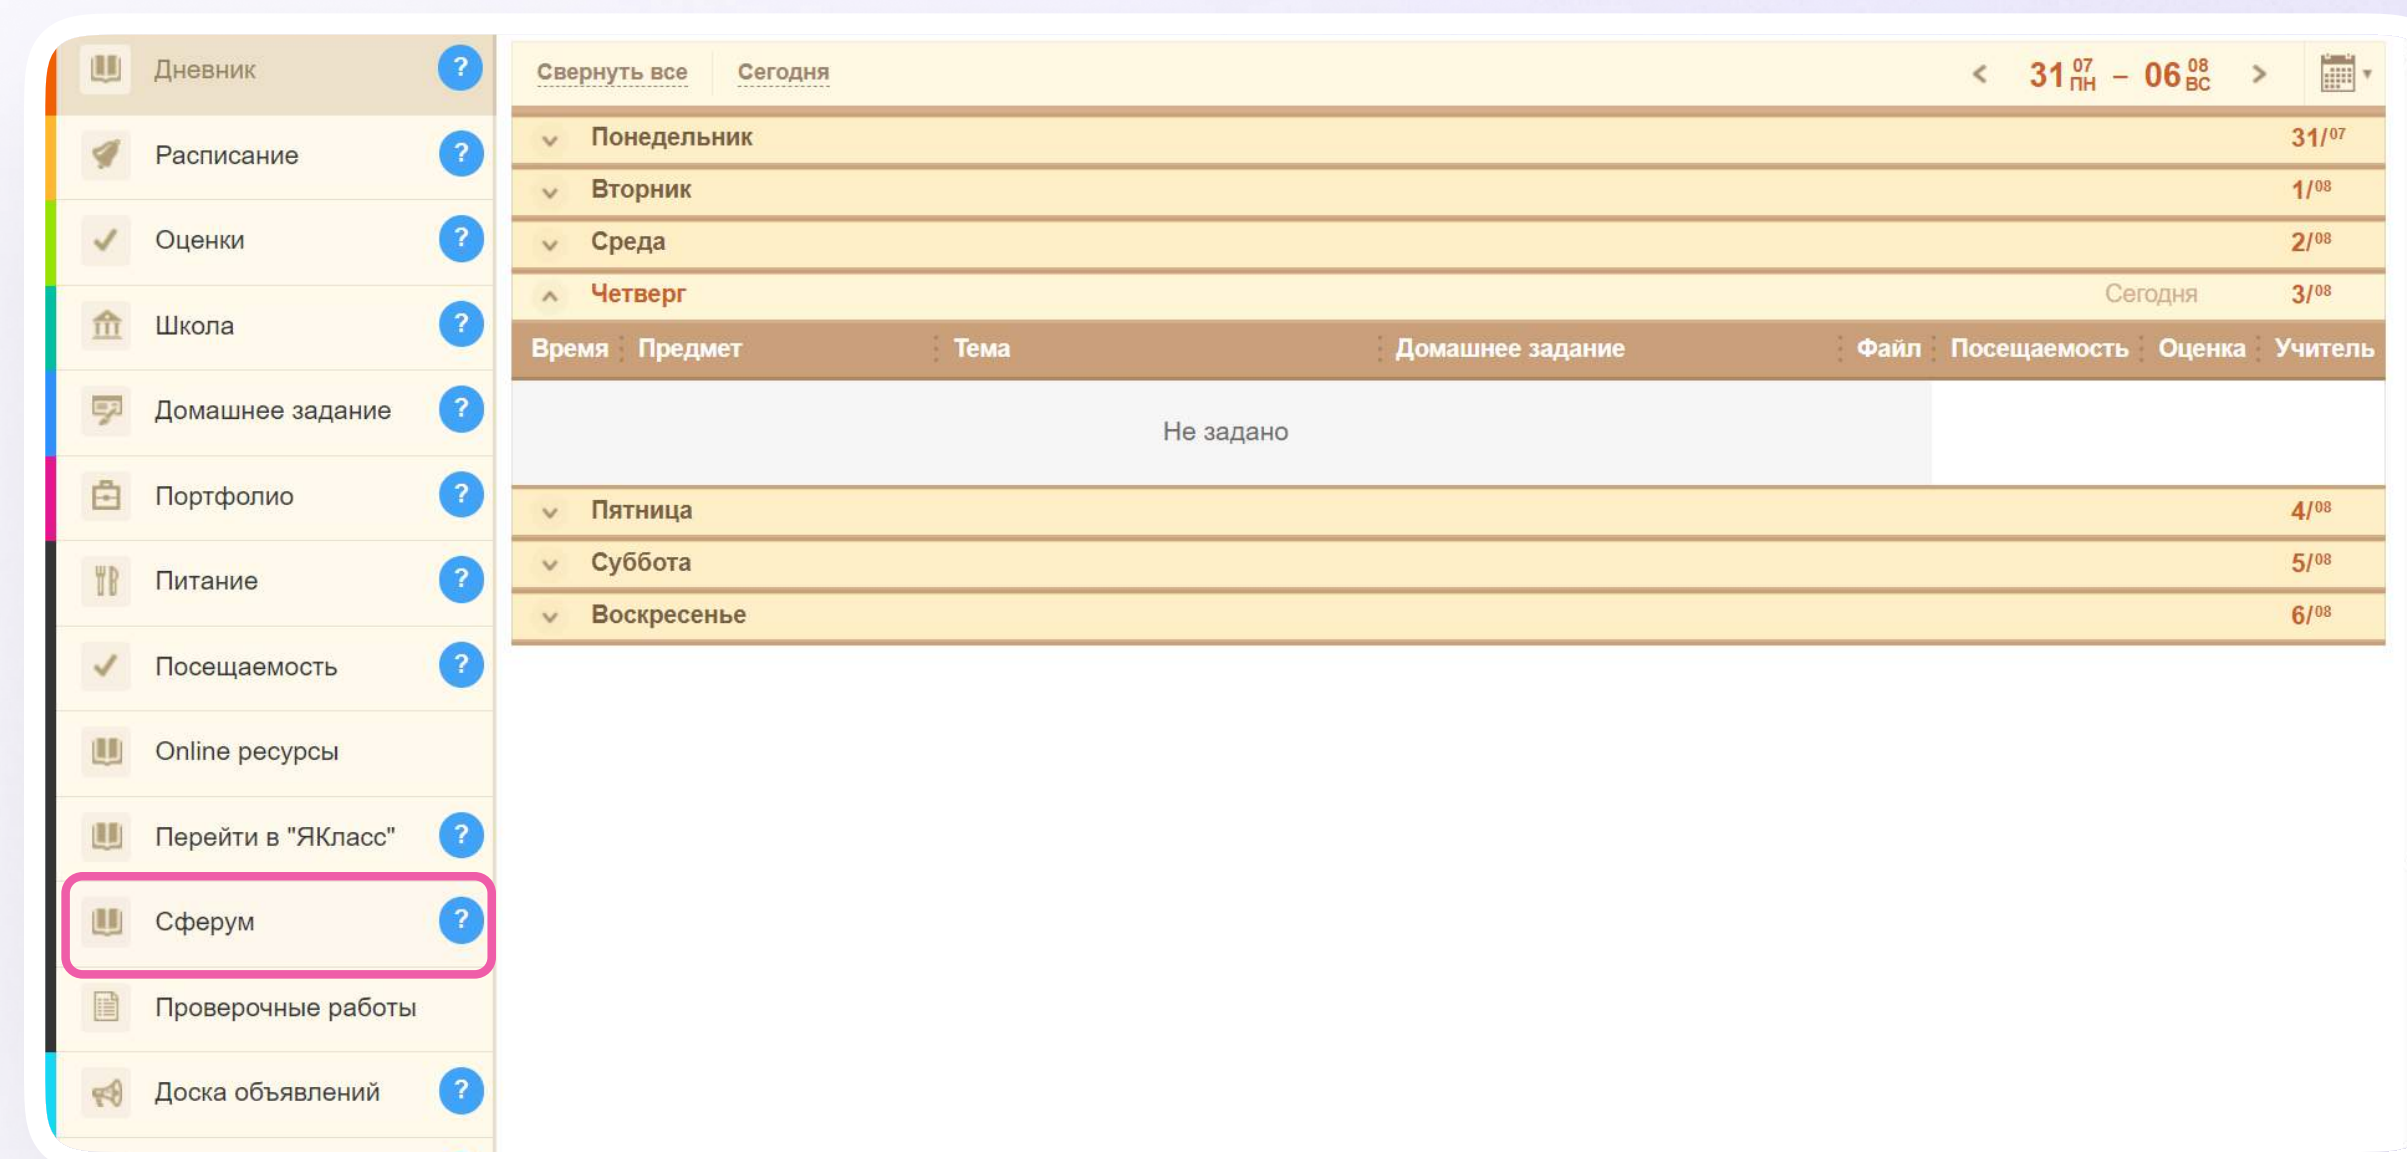 Дневник ?
Расписание ?
Оценки ?
Школа ?
Домашнее задание ?
Портфолио ?
Питание ?
Посещаемость ?
Online ресурсы
Перейти в "ЯКласс" ?
Сферум ?
Проверочные работы
Доска объявлений ?
Свернуть все Сегодня < 31 07 ПН – 06 08 ВС >
Понедельник 31/07
Вторник 1/08
Среда 2/08
Четверг Сегодня 3/08
Время Предмет Тема Домашнее задание Файл Посещаемость Оценка Учитель
Не задано
Пятница 4/08
Суббота 5/08
Воскресенье 6/08